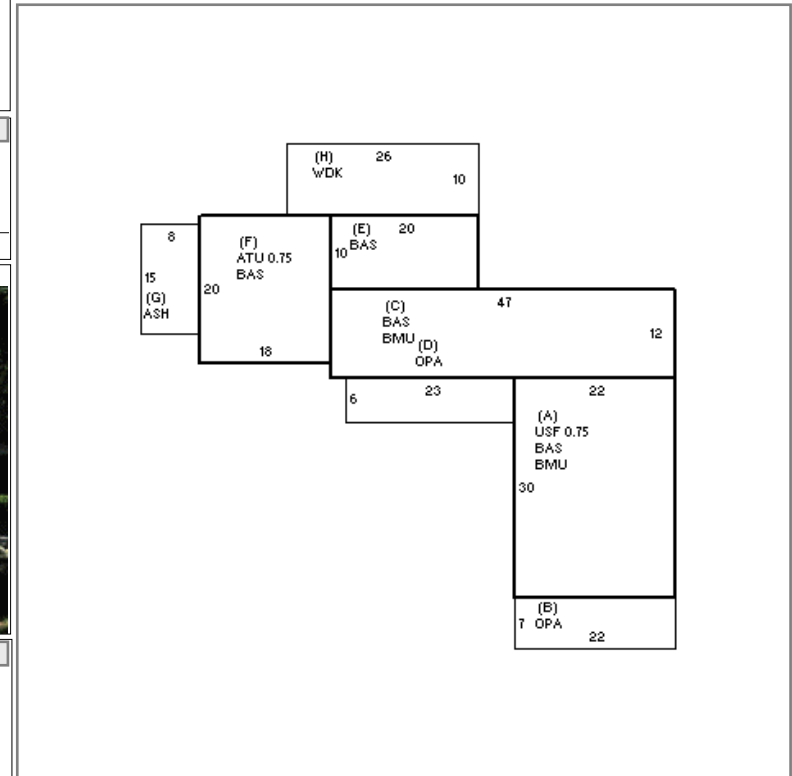 (H) 26
WDK
10
8
(F)
ATU 0.75
BAS
(E) 20
BAS
10
15
(G)
ASH
20
18
47
(C)
BAS
BMU
(D)
OPA
12
6
23
22
(A)
USF 0.75
BAS
BMU
30
(B)
7 OPA
22